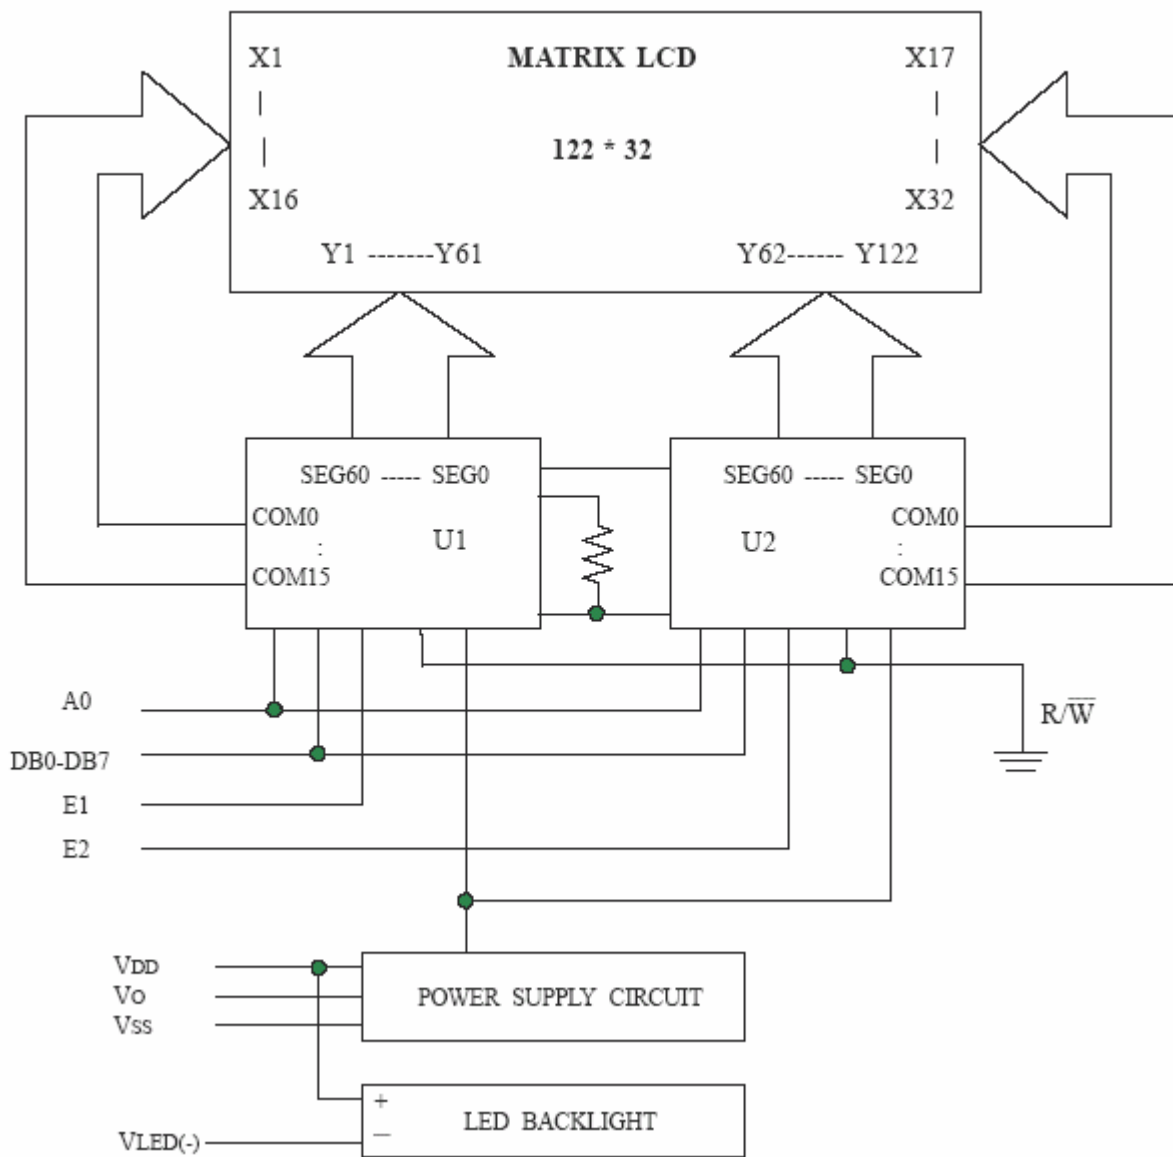 X1 MATRIX LCD X17
122 * 32
X16 X32
Y1 -------Y61 Y62------ Y122
SEG60 ----- SEG0 SEG60 ----- SEG0
COM0 COM0
U1 U2
: :
COM15 COM15
A0
R/W̅
DB0-DB7
E1
E2
VDD
VO POWER SUPPLY CIRCUIT
VSS
+
LED BACKLIGHT
—
VLED(-)